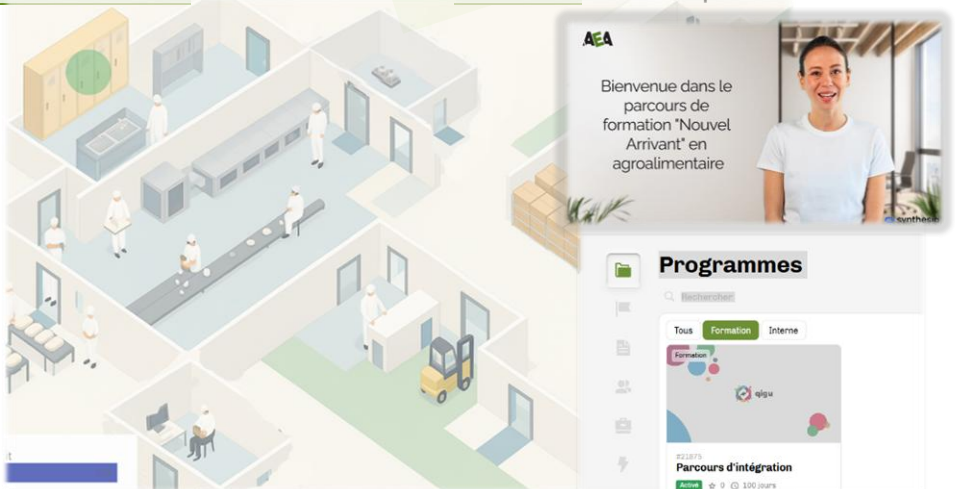 AEA
Bienvenue dans le
parcours de
formation "Nouvel
Arrivant" en
agroalimentaire
synthesia
Programmes
Rechercher
Tous Formation Interne
Formation
qigu
#21875
Parcours d'intégration
Activé 0 100 jours